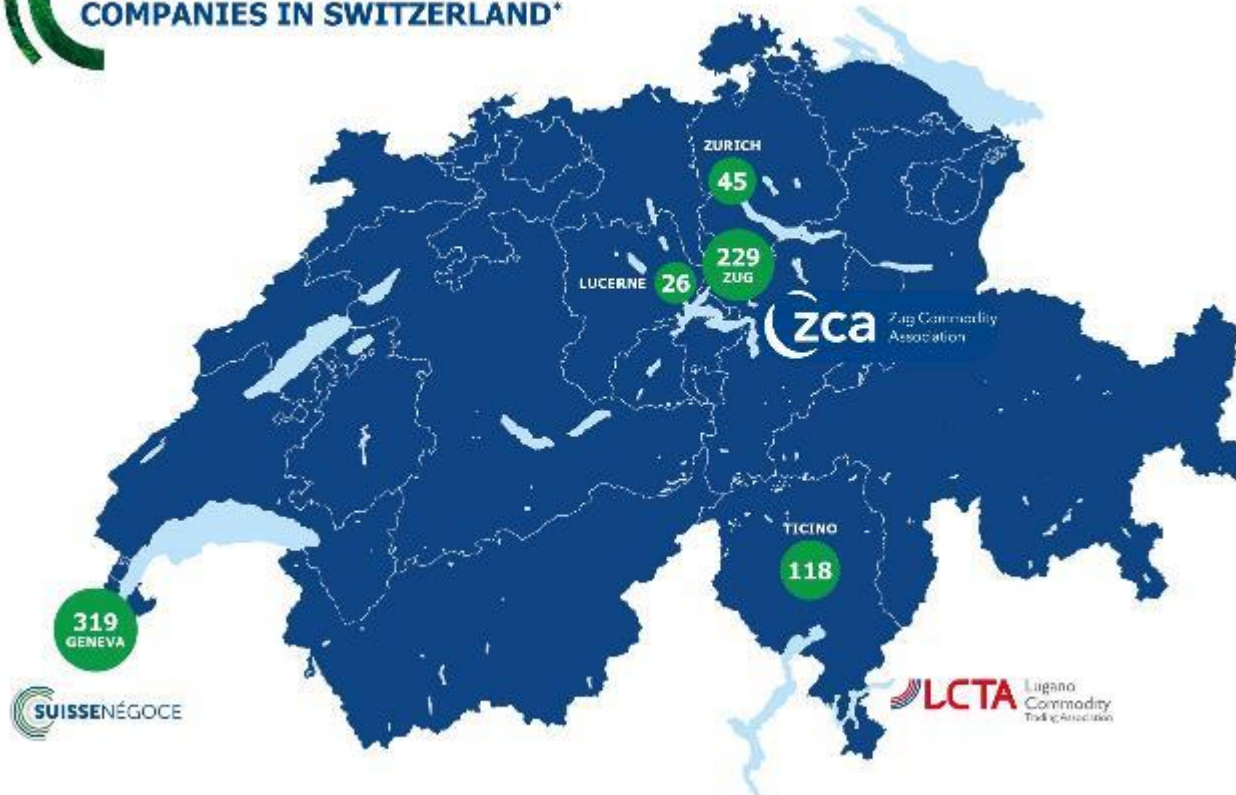 COMPANIES IN SWITZERLAND*
ZURICH
45
229
ZUG
LUCERNE 26
zca Zug Commodity
Association
TICINO
118
319
GENEVA
SUISSENÉGOCE
LCTA Lugano
Commodity
Trading Association